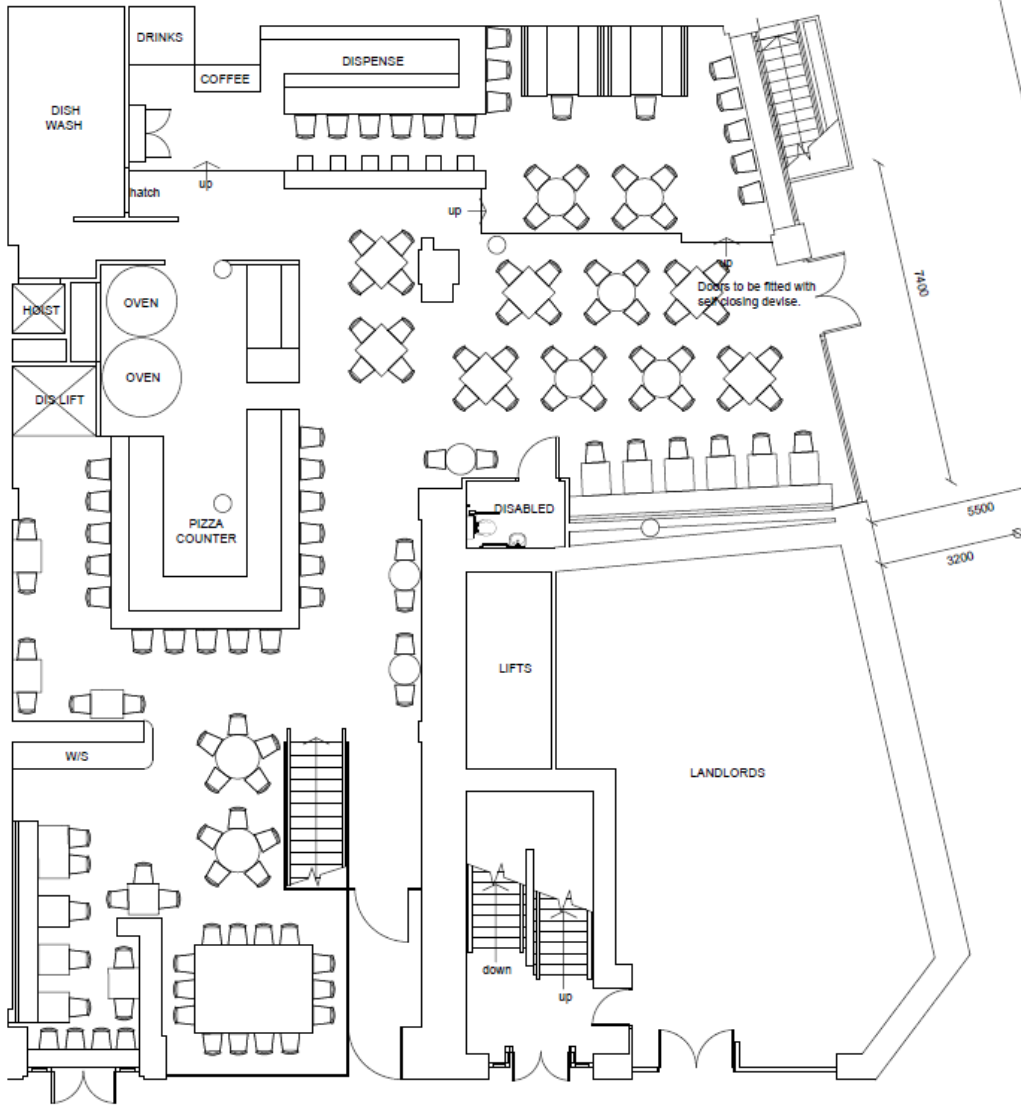 DRINKS
COFFEE
DISPENSE
DISH
WASH
hatch
up
up
up
Doors to be fitted with
self closing devise.
7400
HOIST
OVEN
OVEN
DIS LIFT
PIZZA
COUNTER
DISABLED
5500
3200
LIFTS
W/S
LANDLORDS
down
up